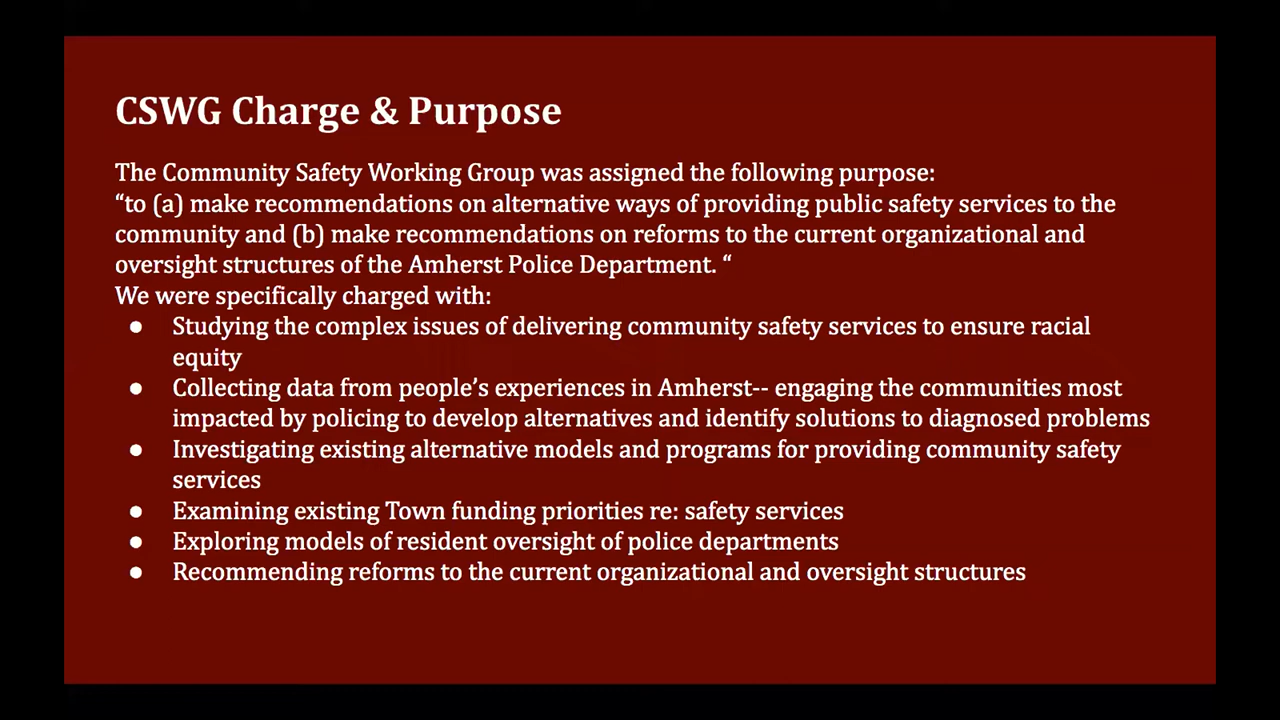 CSWG Charge & Purpose
The Community Safety Working Group was assigned the following purpose:
“to (a) make recommendations on alternative ways of providing public safety services to the
community and (b) make recommendations on reforms to the current organizational and
oversight structures of the Amherst Police Department. “
We were specifically charged with:
● Studying the complex issues of delivering community safety services to ensure racial
equity
● Collecting data from people’s experiences in Amherst-- engaging the communities most
impacted by policing to develop alternatives and identify solutions to diagnosed problems
● Investigating existing alternative models and programs for providing community safety
services
● Examining existing Town funding priorities re: safety services
● Exploring models of resident oversight of police departments
● Recommending reforms to the current organizational and oversight structures